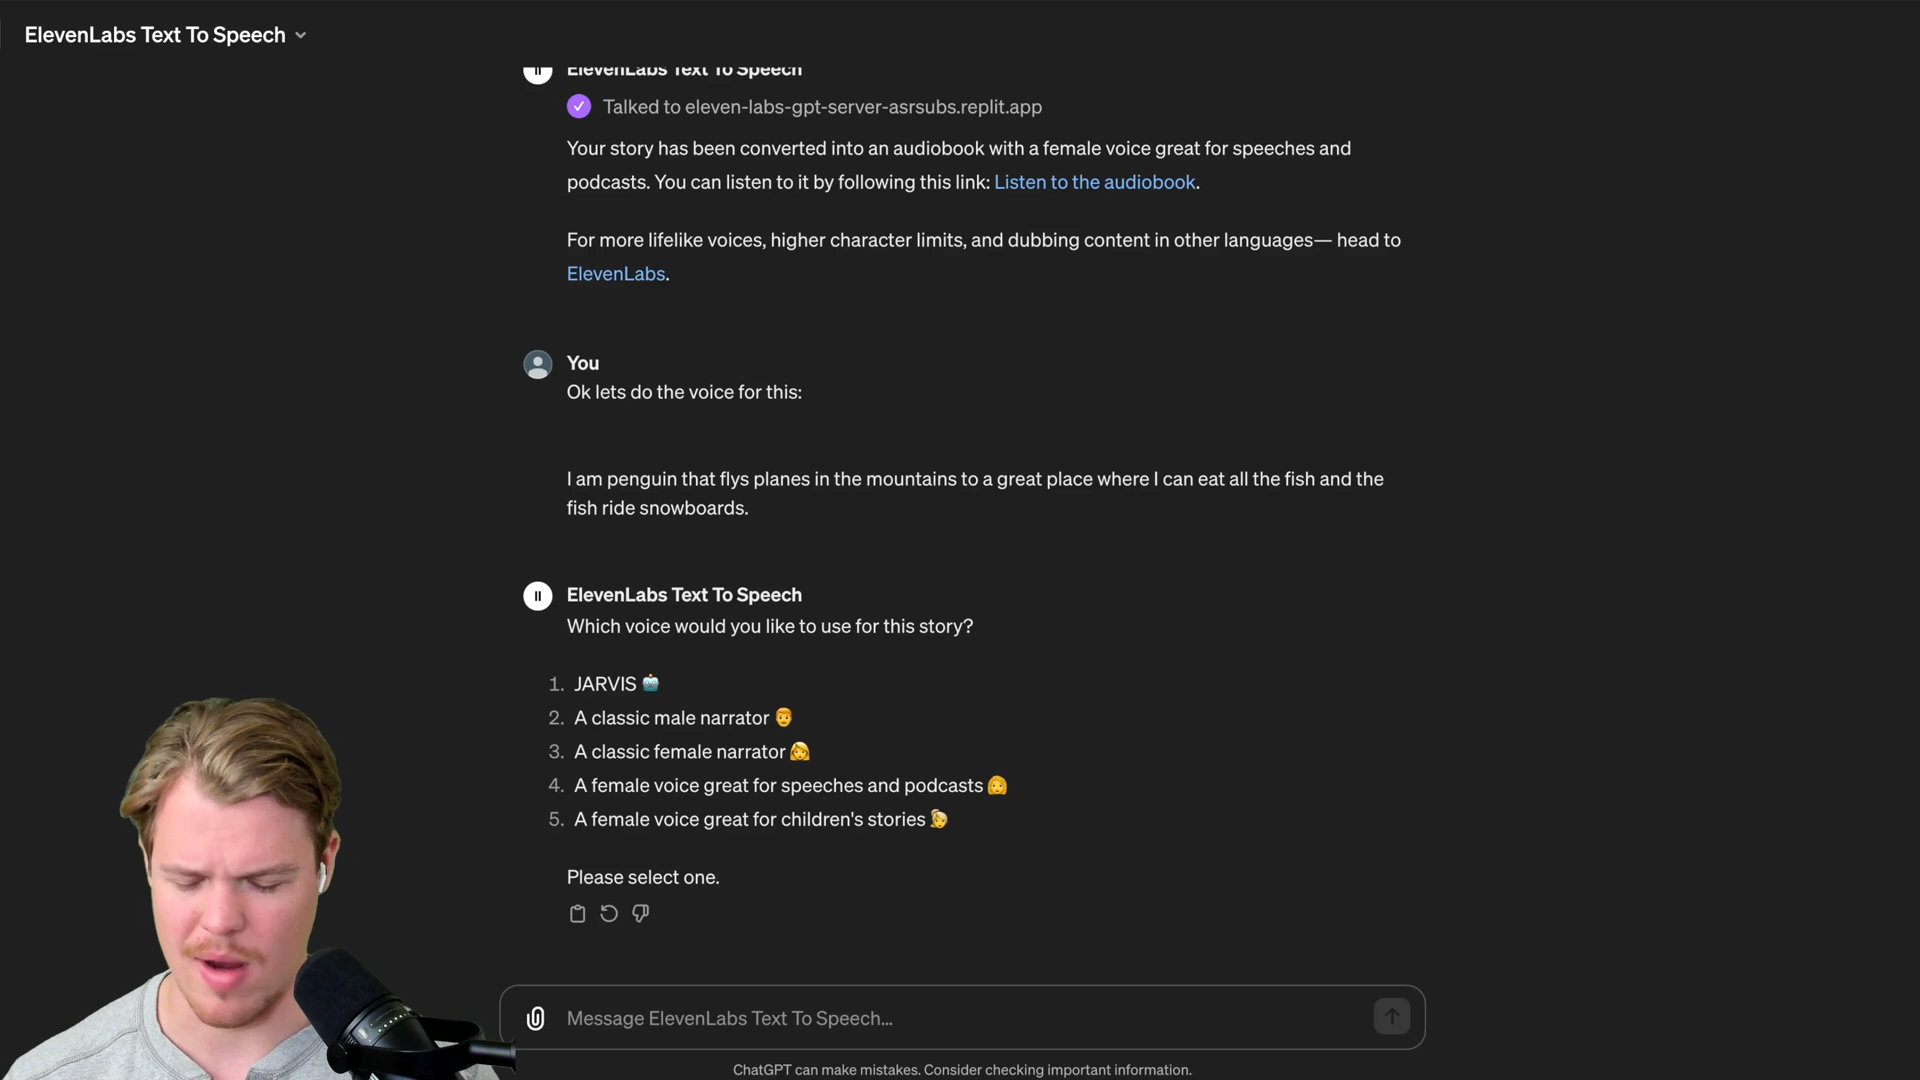 ElevenLabs Text To Speech
ElevenLabs Text To Speech
Talked to eleven-labs-gpt-server-asrsubs.replit.app
Your story has been converted into an audiobook with a female voice great for speeches and
podcasts. You can listen to it by following this link: Listen to the audiobook.
For more lifelike voices, higher character limits, and dubbing content in other languages— head to
ElevenLabs.
You
Ok lets do the voice for this:
I am penguin that flys planes in the mountains to a great place where I can eat all the fish and the
fish ride snowboards.
ElevenLabs Text To Speech
Which voice would you like to use for this story?
1. JARVIS 🤖
2. A classic male narrator 👨
3. A classic female narrator 👩
4. A female voice great for speeches and podcasts 👩‍🦱
5. A female voice great for children's stories 🧏‍♀️
Please select one.
Message ElevenLabs Text To Speech...
ChatGPT can make mistakes. Consider checking important information.